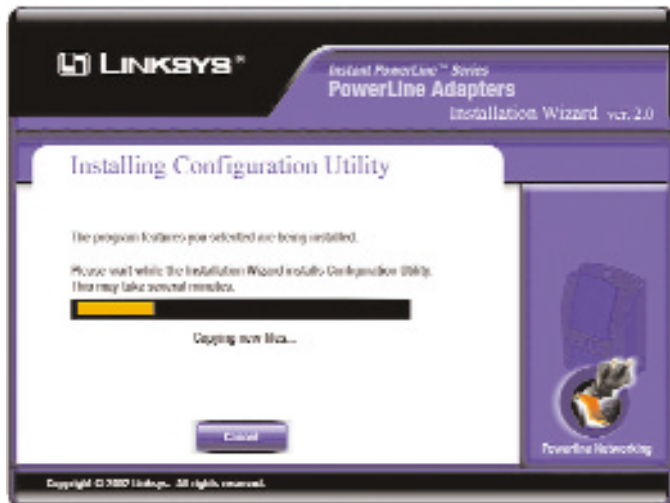 LINKSYS®
Instant PowerLine™ Series
PowerLine Adapters
Installation Wizard ver. 2.0
Installing Configuration Utility
The program features you selected are being installed.
Please wait while the Installation Wizard installs Configuration Utility.
This may take several minutes.
Copying new files...
Cancel
Powerline Networking
Copyright © 2002 Linksys. All rights reserved.